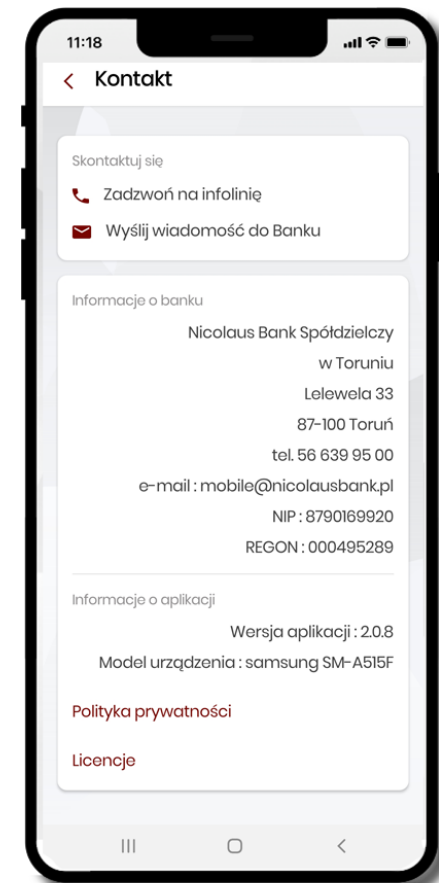 11:18
Kontakt
Skontaktuj się
Zadzwoń na infolinię
Wyślij wiadomość do Banku
Informacje o banku
Nicolaus Bank Spółdzielczy
w Toruniu
Lelewela 33
87-100 Toruń
tel. 56 639 95 00
e-mail : mobile@nicolausbank.pl
NIP : 8790169920
REGON : 000495289
Informacje o aplikacji
Wersja aplikacji : 2.0.8
Model urządzenia : samsung SM-A515F
Polityka prywatności
Licencje